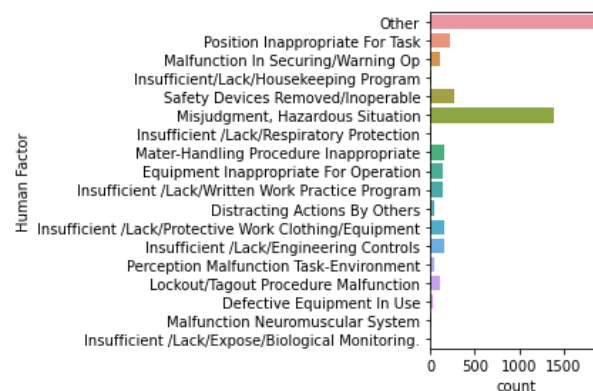 Other
Position Inappropriate For Task
Malfunction In Securing/Warning Op
Insufficient/Lack/Housekeeping Program
Safety Devices Removed/Inoperable
Misjudgment, Hazardous Situation
Insufficient /Lack/Respiratory Protection
Mater-Handling Procedure Inappropriate
Equipment Inappropriate For Operation
Insufficient /Lack/Written Work Practice Program
Distracting Actions By Others
Insufficient /Lack/Protective Work Clothing/Equipment
Insufficient /Lack/Engineering Controls
Perception Malfunction Task-Environment
Lockout/Tagout Procedure Malfunction
Defective Equipment In Use
Malfunction Neuromuscular System
Insufficient /Lack/Expose/Biological Monitoring.
Human Factor
0 500 1000 1500
count